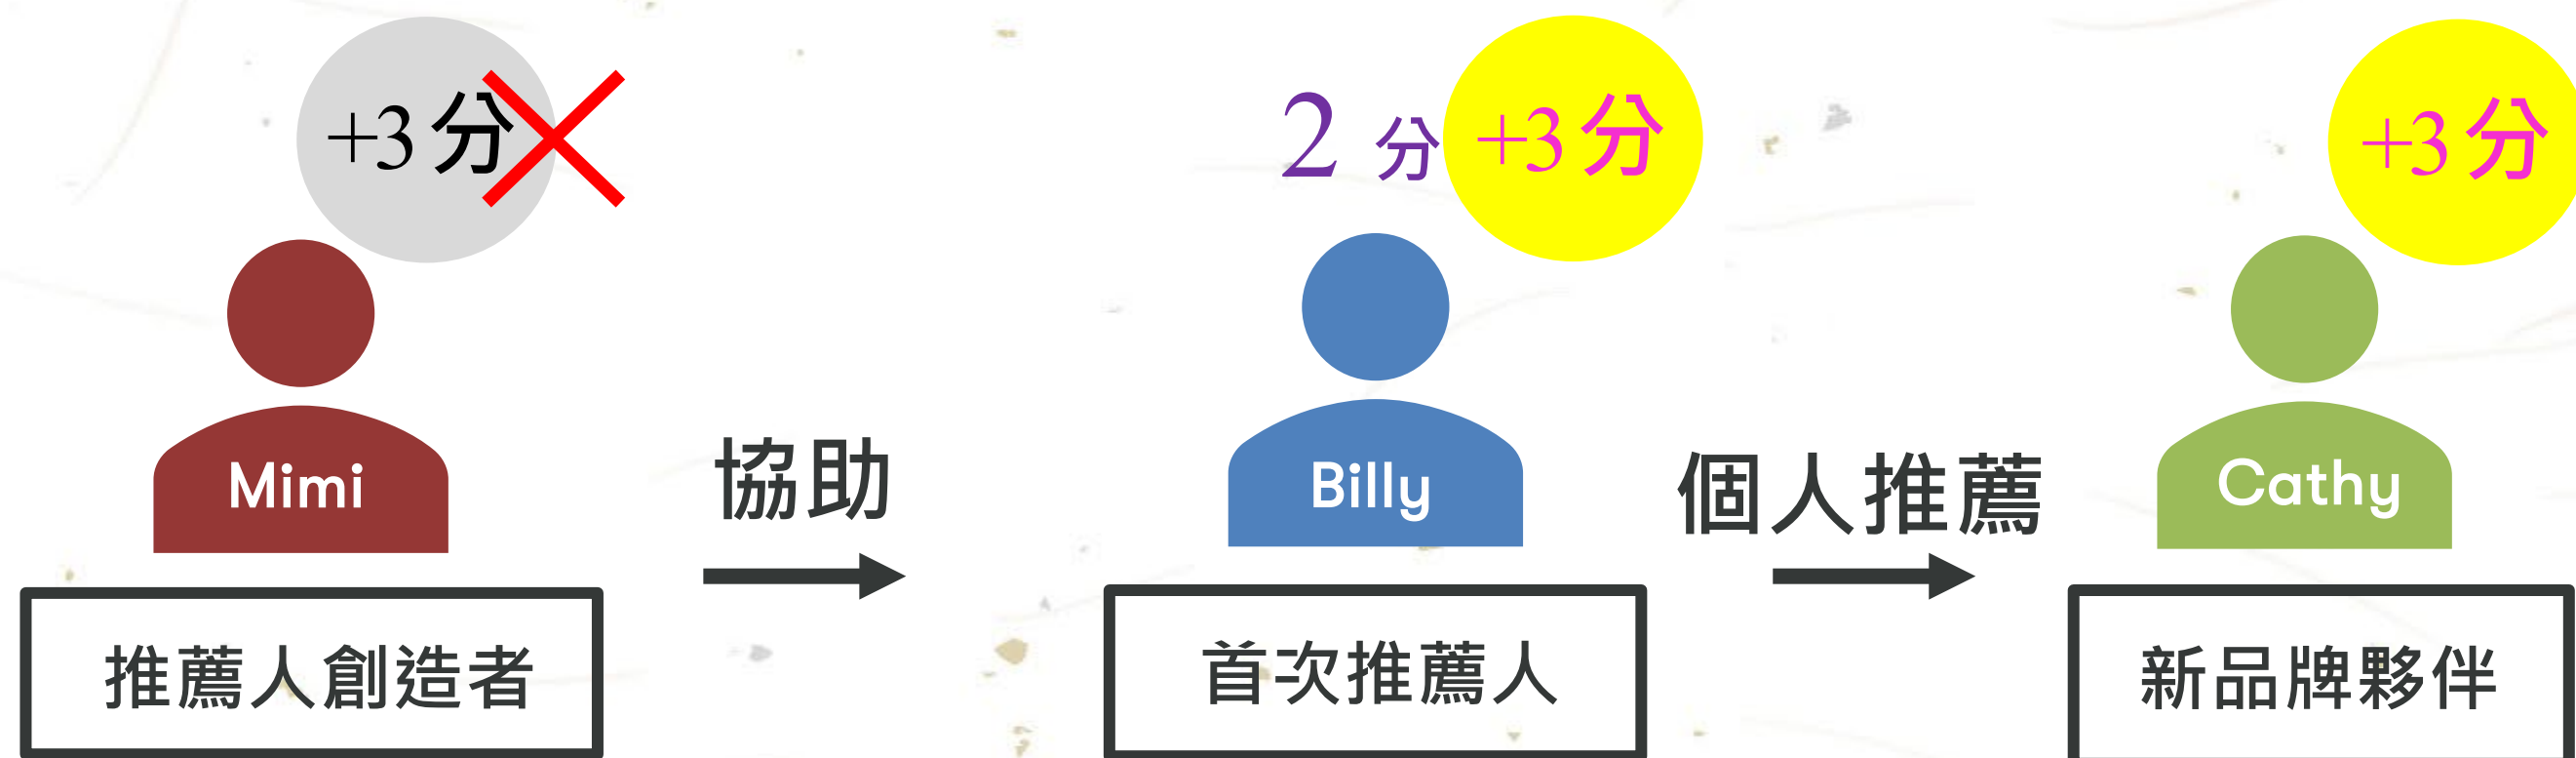 +3分
2 分
+3分
+3分
Mimi
協助
Billy
個人推薦
Cathy
推薦人創造者
首次推薦人
新品牌夥伴